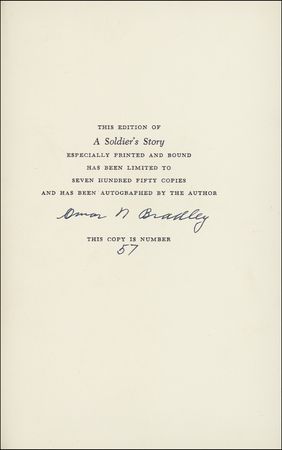 THIS EDITION OF
A Soldier's Story
ESPECIALLY PRINTED AND BOUND
HAS BEEN LIMITED TO
SEVEN HUNDRED FIFTY COPIES
AND HAS BEEN AUTOGRAPHED BY THE AUTHOR
Omar N Bradley
THIS COPY IS NUMBER
57